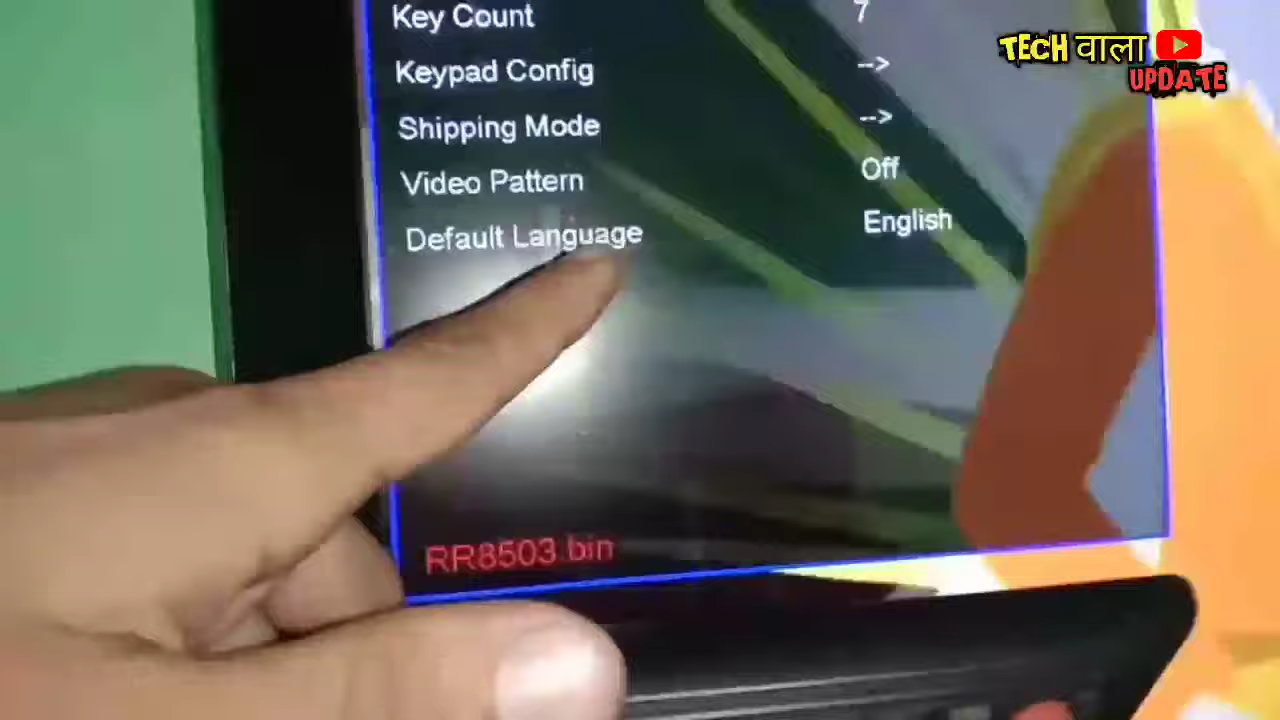 Key Count 7
Keypad Config -->
Shipping Mode -->
Video Pattern Off
Default Language English
RR8503.bin
TECH वाला
UPDATE